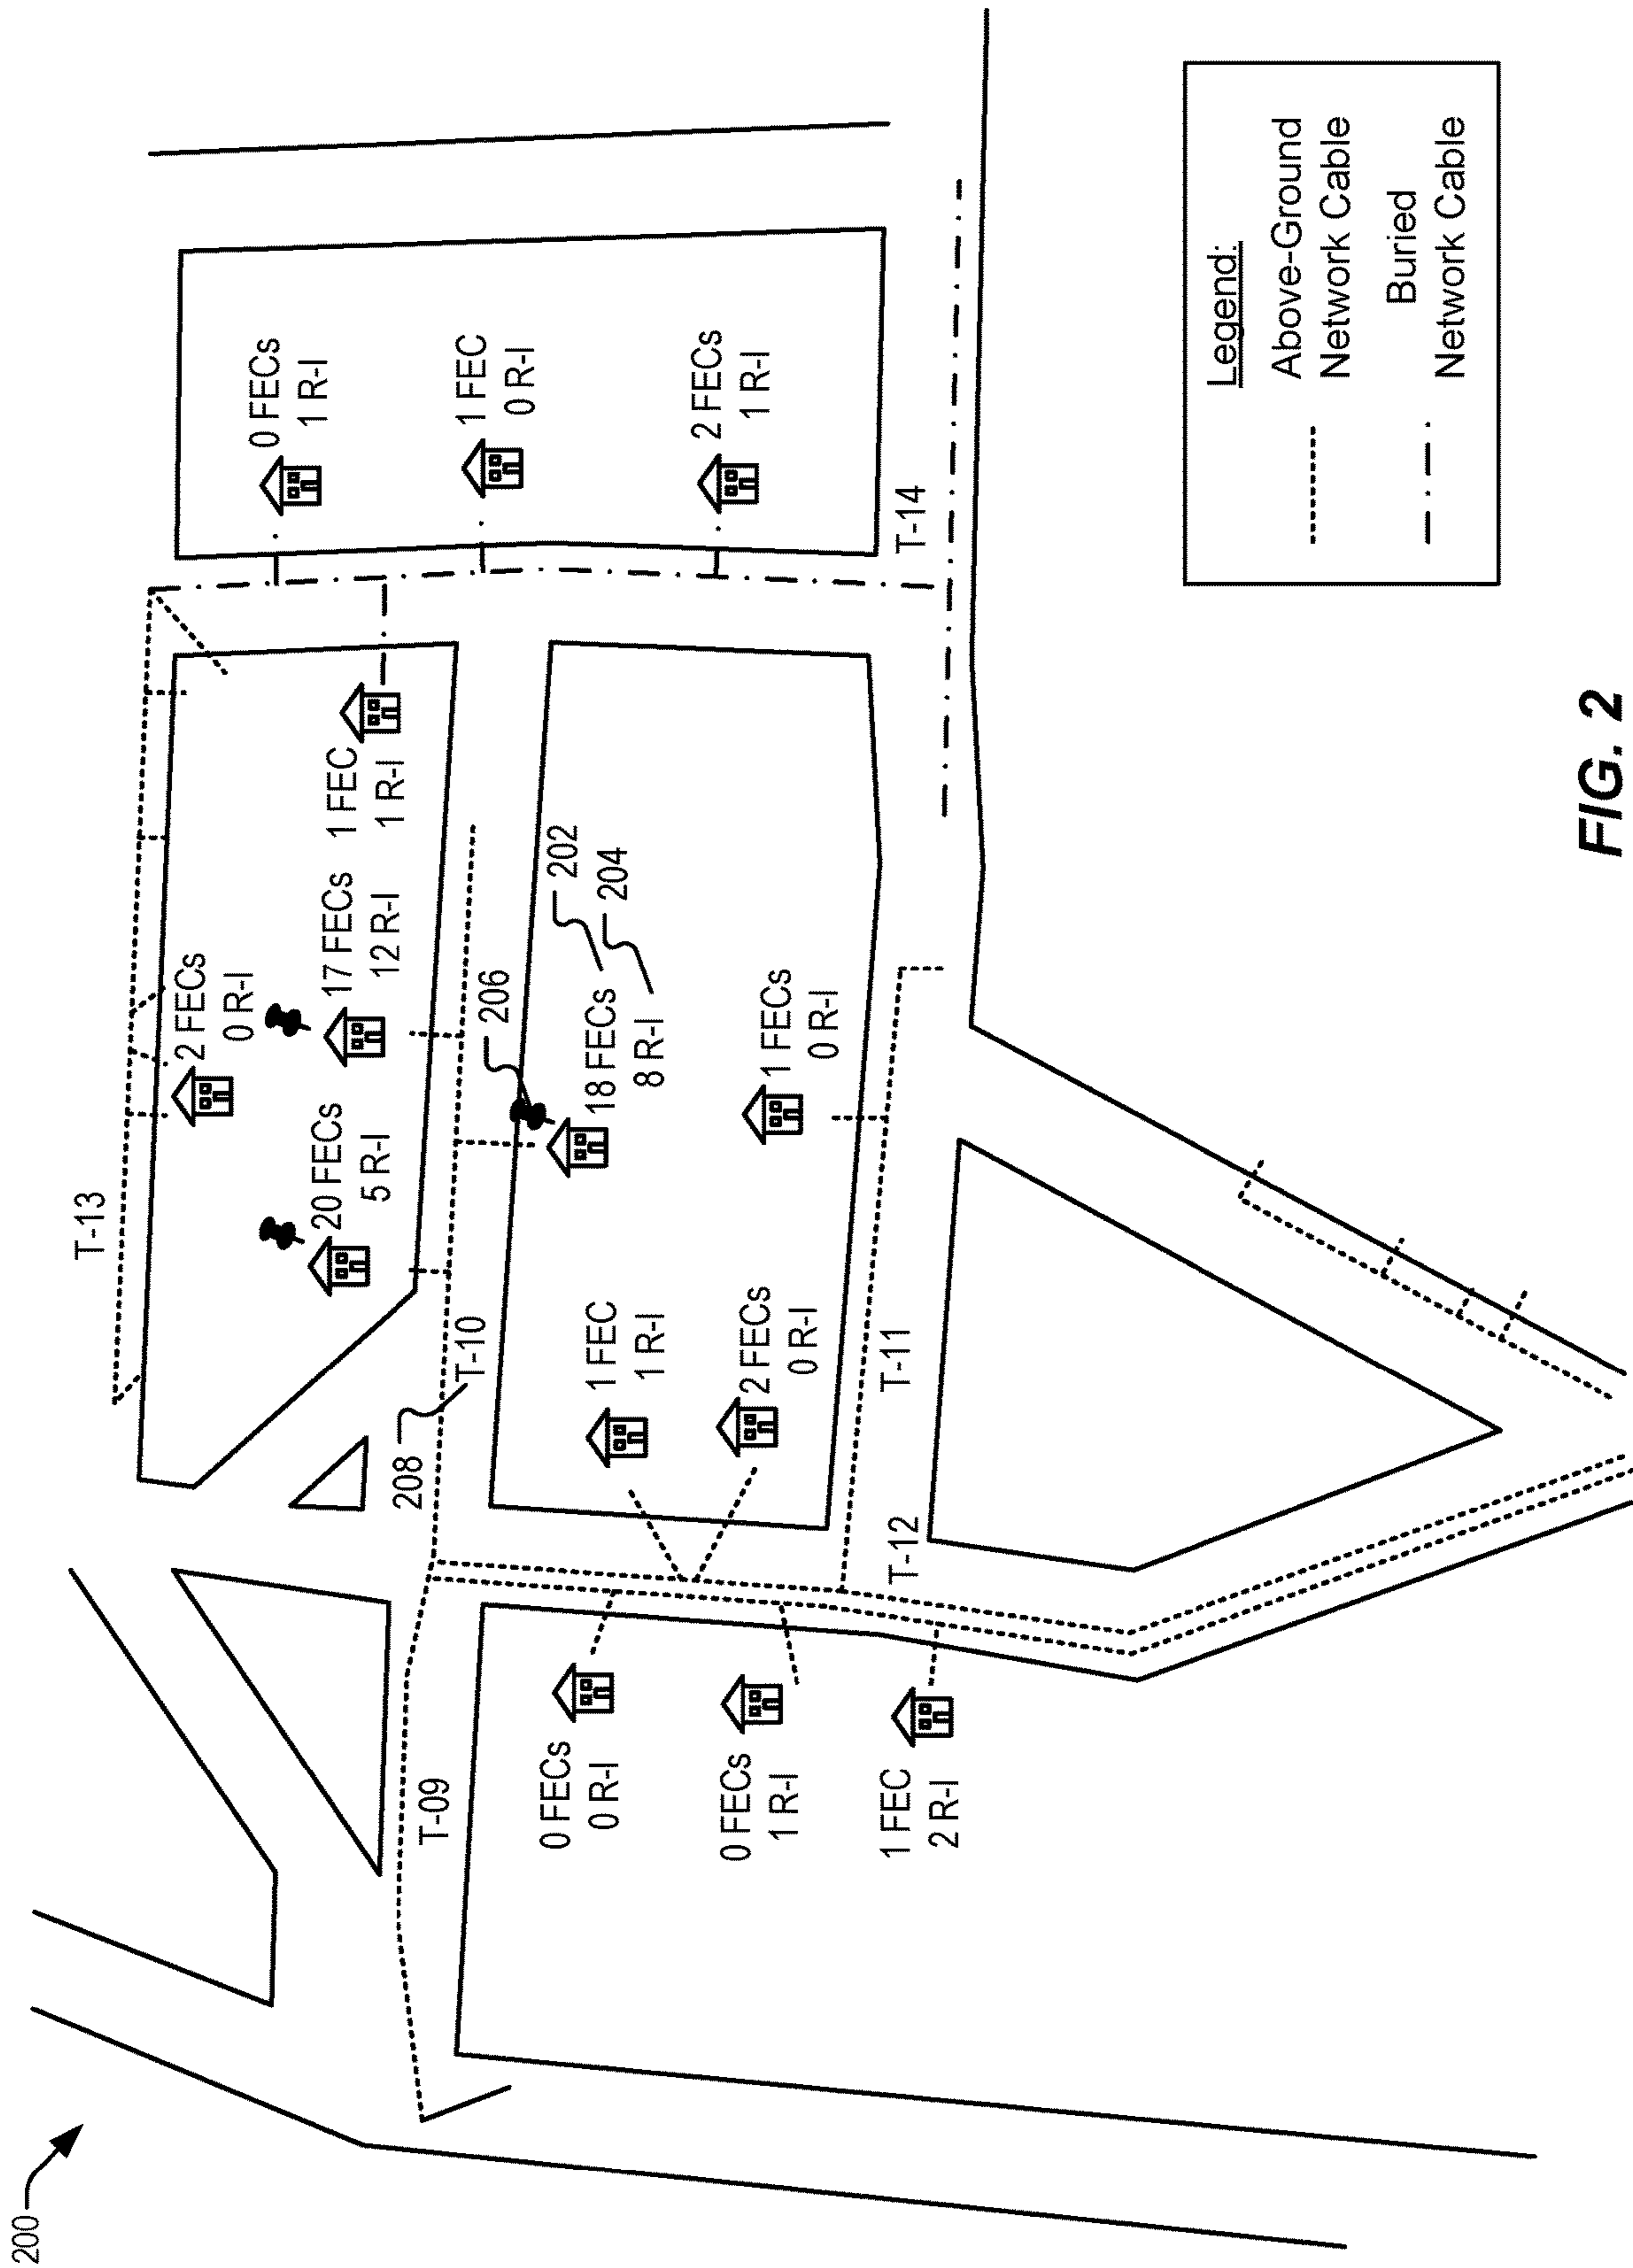 200
T-13
2 FECs
0 R-I
20 FECs
5 R-I
17 FECs
12 R-I
1 FEC
1 R-I
0 FECs
1 R-I
1 FEC
0 R-I
2 FECs
1 R-I
T-09
208
T-10
206
202
204
18 FECs
8 R-I
1 FEC
1 R-I
2 FECs
0 R-I
1 FECs
0 R-I
0 FECs
0 R-I
0 FECs
1 R-I
1 FEC
2 R-I
T-12
T-11
T-14
Legend:
Above-Ground
Network Cable
Buried
Network Cable
FIG. 2